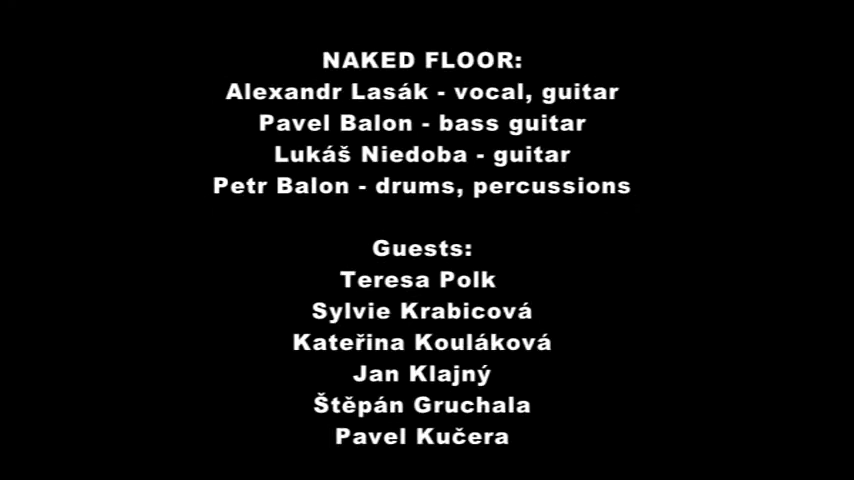 NAKED FLOOR:
Alexandr Lasák - vocal, guitar
Pavel Balon - bass guitar
Lukáš Niedoba - guitar
Petr Balon - drums, percussions
Guests:
Teresa Polk
Sylvie Krabicová
Kateřina Kouláková
Jan Klajný
Štěpán Gruchala
Pavel Kučera